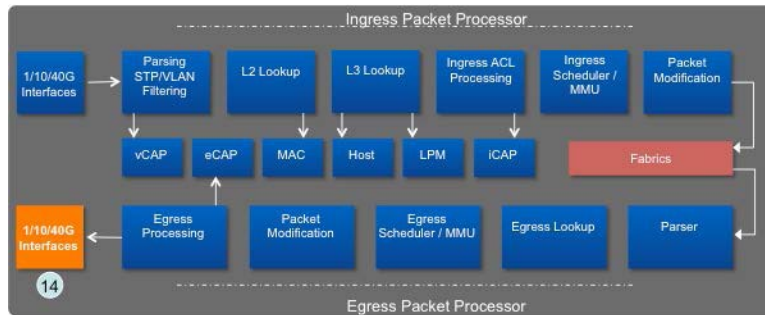 Ingress Packet Processor
1/10/40G
Interfaces
Parsing
STP/VLAN
Filtering
L2 Lookup
L3 Lookup
Ingress ACL
Processing
Ingress
Scheduler /
MMU
Packet
Modification
vCAP
eCAP
MAC
Host
LPM
iCAP
Fabrics
1/10/40G
Interfaces
Egress
Processing
Packet
Modification
Egress
Scheduler / MMU
Egress Lookup
Parser
14
Egress Packet Processor